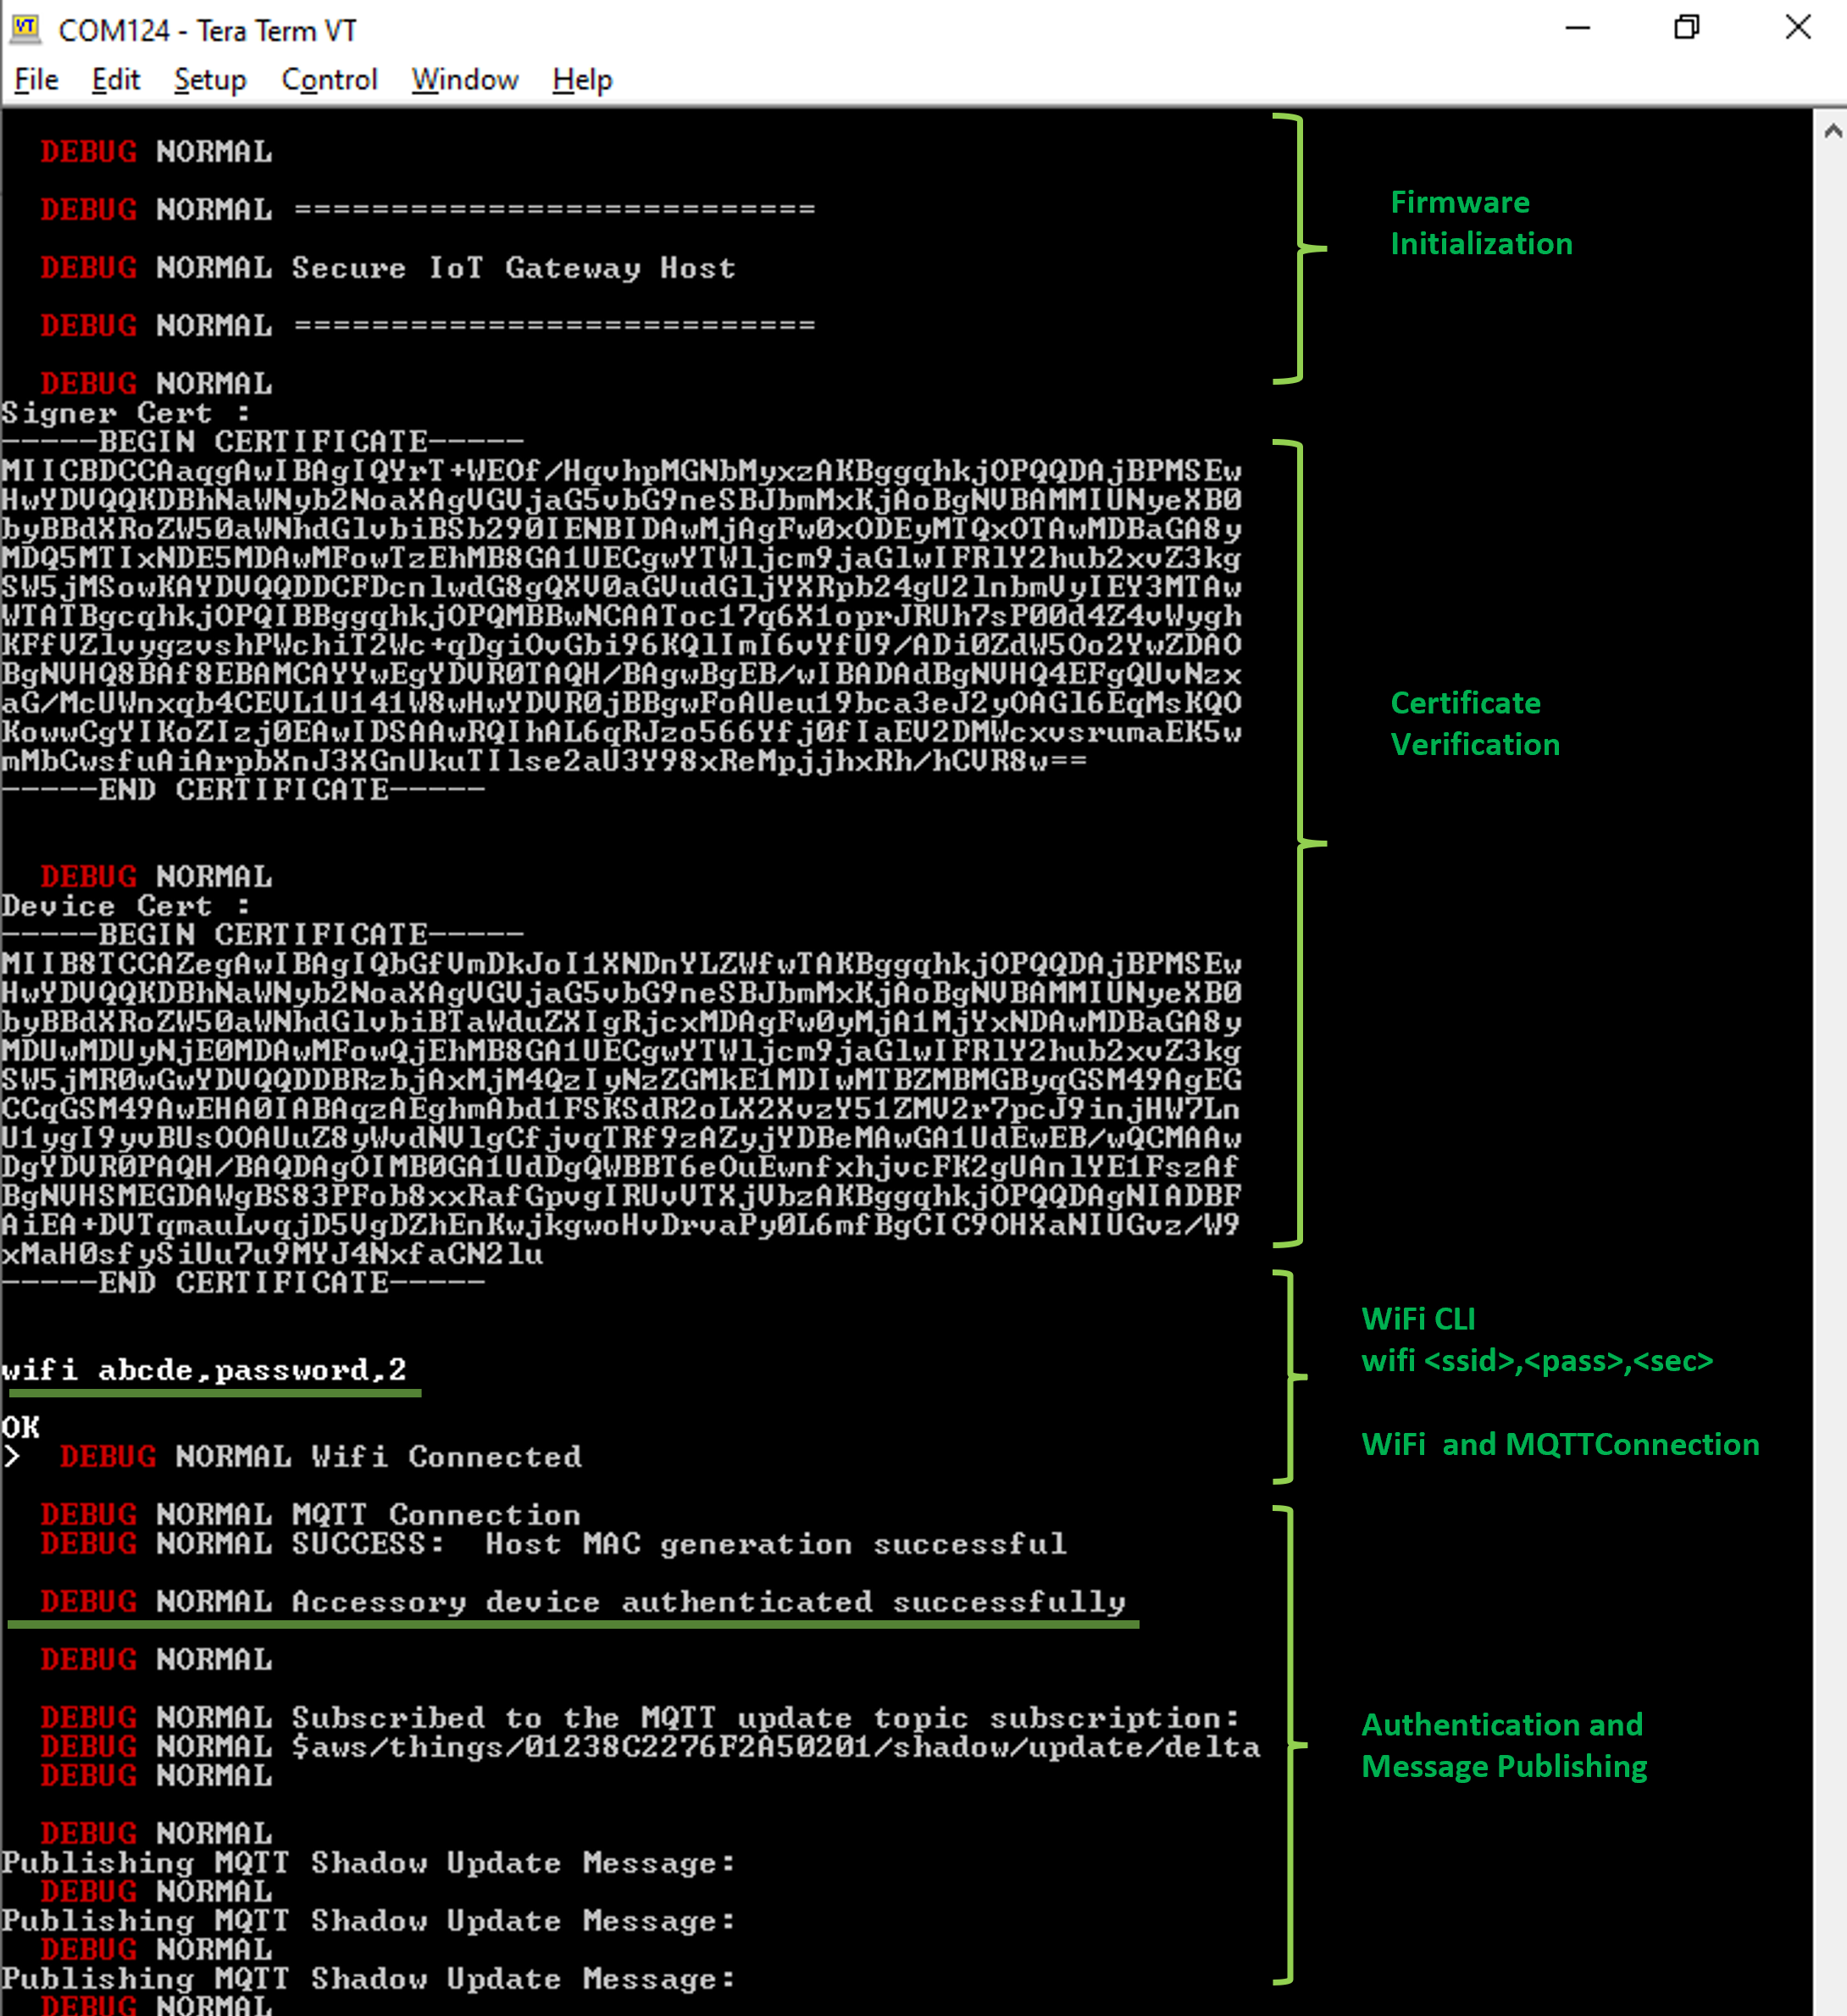 COM124 - Tera Term VT
File Edit Setup Control Window Help
DEBUG NORMAL
DEBUG NORMAL ===========================
DEBUG NORMAL Secure IoT Gateway Host
DEBUG NORMAL ===========================
DEBUG NORMAL
Firmware
Initialization
Signer Cert :
-----BEGIN CERTIFICATE-----
MIICBDCCAaqgAwIBAgIQYrT+WEOf/HqvhpMGNbMyxzAKBggqhkjOPQQDAjBPMSEw
HwYDVQQKDBhNaWNyb2NoaXAgVGVjaG5vbG9neSBJbmMxKjAoBgNVBAMMIUNyeXB0
byBBdXRoZW50aWNhdGlvbiBSb290IENBIDAwMjAgFw0xODEyMTQxOTAwMDBaGA8y
MDQ5MTIxNDE5MDAwMFowTzEhMB8GA1UECgwYTWljcm9jaGlwIFRlY2hub2xvZ3kg
SW5jMSowKAYDVQQDDCFDcnlwdG8gQXV0aGVudGljYXRpb24gU2lnbmVyIEY3MTAw
WTATBgcqhkjOPQIBBggqhkjOPQMBBwNCAAToc17q6X1oprJRUh7sP00d4Z4vWygh
KFfVZlvygzvshPWchiT2Wc+qDgiOvGbi96KQlImI6vYfU9/ADi0ZdW5Oo2YwZDAO
BgNVHQ8BAf8EBAMCAYYwEgYDVR0TAQH/BAgwBgEB/wIBADAdBgNVHQ4EFgQUvNzx
aG/McUWnxqb4CEVL1U141W8wHwYDVR0jBBgwFoAUeu19bca3eJ2yOAGl6EqMsKQO
KowwCgYIKoZIzj0EAwIDSAAwRQIhAL6qRJzo566Yfj0fIaEV2DMWcxvsrumaEK5w
mMbCwsfuAiArpbXnJ3XGnUkuTIlse2aU3Y98xReMpjjhxRh/hCVR8w==
-----END CERTIFICATE-----
Certificate
Verification
DEBUG NORMAL
Device Cert :
-----BEGIN CERTIFICATE-----
MIIB8TCCAZegAwIBAgIQbGfVmDkJoI1XNDnYLZWfwTAKBggqhkjOPQQDAjBPMSEw
HwYDVQQKDBhNaWNyb2NoaXAgVGVjaG5vbG9neSBJbmMxKjAoBgNVBAMMIUNyeXB0
byBBdXRoZW50aWNhdGlvbiBTaWduZXIgRjcxMDAgFw0yMjA1MjYxNDAwMDBaGA8y
MDUwMDUyNjE0MDAwMFowQjEhMB8GA1UECgwYTWljcm9jaGlwIFRlY2hub2xvZ3kg
SW5jMR0wGwYDVQQDDBRzbjAxMjM4QzIyNzZGMkE1MDIwMTBZMBMGByqGSM49AgEG
CCqGSM49AwEHA0IABAqzAEghmAbd1FSKSdR2oLX2XvzY51ZMV2r7pcJ9injHW7Ln
U1ygI9yvBUsOOAUuZ8yWvdNVlgCfjvqTRf9zAZyjYDBeMAwGA1UdEwEB/wQCMAAw
DgYDVR0PAQH/BAQDAgOIMB0GA1UdDgQWBBT6eOuEwnfxhjvcFK2gUAnlYE1FszAf
BgNVHSMEGDAWgBS83PFob8xxRafGpvgIRUvVTXjVbzAKBggqhkjOPQQDAgNIADBF
AiEA+DVTqmauLvqjD5VgDZhEnKwjkgwoHvDrvaPy0L6mfBgCIC9OHXaNIUGvz/W9
xMaH0sfySiUu7u9MYJ4NxfaCN2lu
-----END CERTIFICATE-----
wifi abcde,password,2
OK
> DEBUG NORMAL Wifi Connected
WiFi CLI
wifi <ssid>,<pass>,<sec>
WiFi and MQTTConnection
DEBUG NORMAL MQTT Connection
DEBUG NORMAL SUCCESS: Host MAC generation successful
DEBUG NORMAL Accessory device authenticated successfully
DEBUG NORMAL
DEBUG NORMAL Subscribed to the MQTT update topic subscription:
DEBUG NORMAL $aws/things/01238C2276F2A50201/shadow/update/delta
DEBUG NORMAL
DEBUG NORMAL
Publishing MQTT Shadow Update Message:
DEBUG NORMAL
Publishing MQTT Shadow Update Message:
DEBUG NORMAL
Publishing MQTT Shadow Update Message:
DEBUG NORMAL
Authentication and
Message Publishing